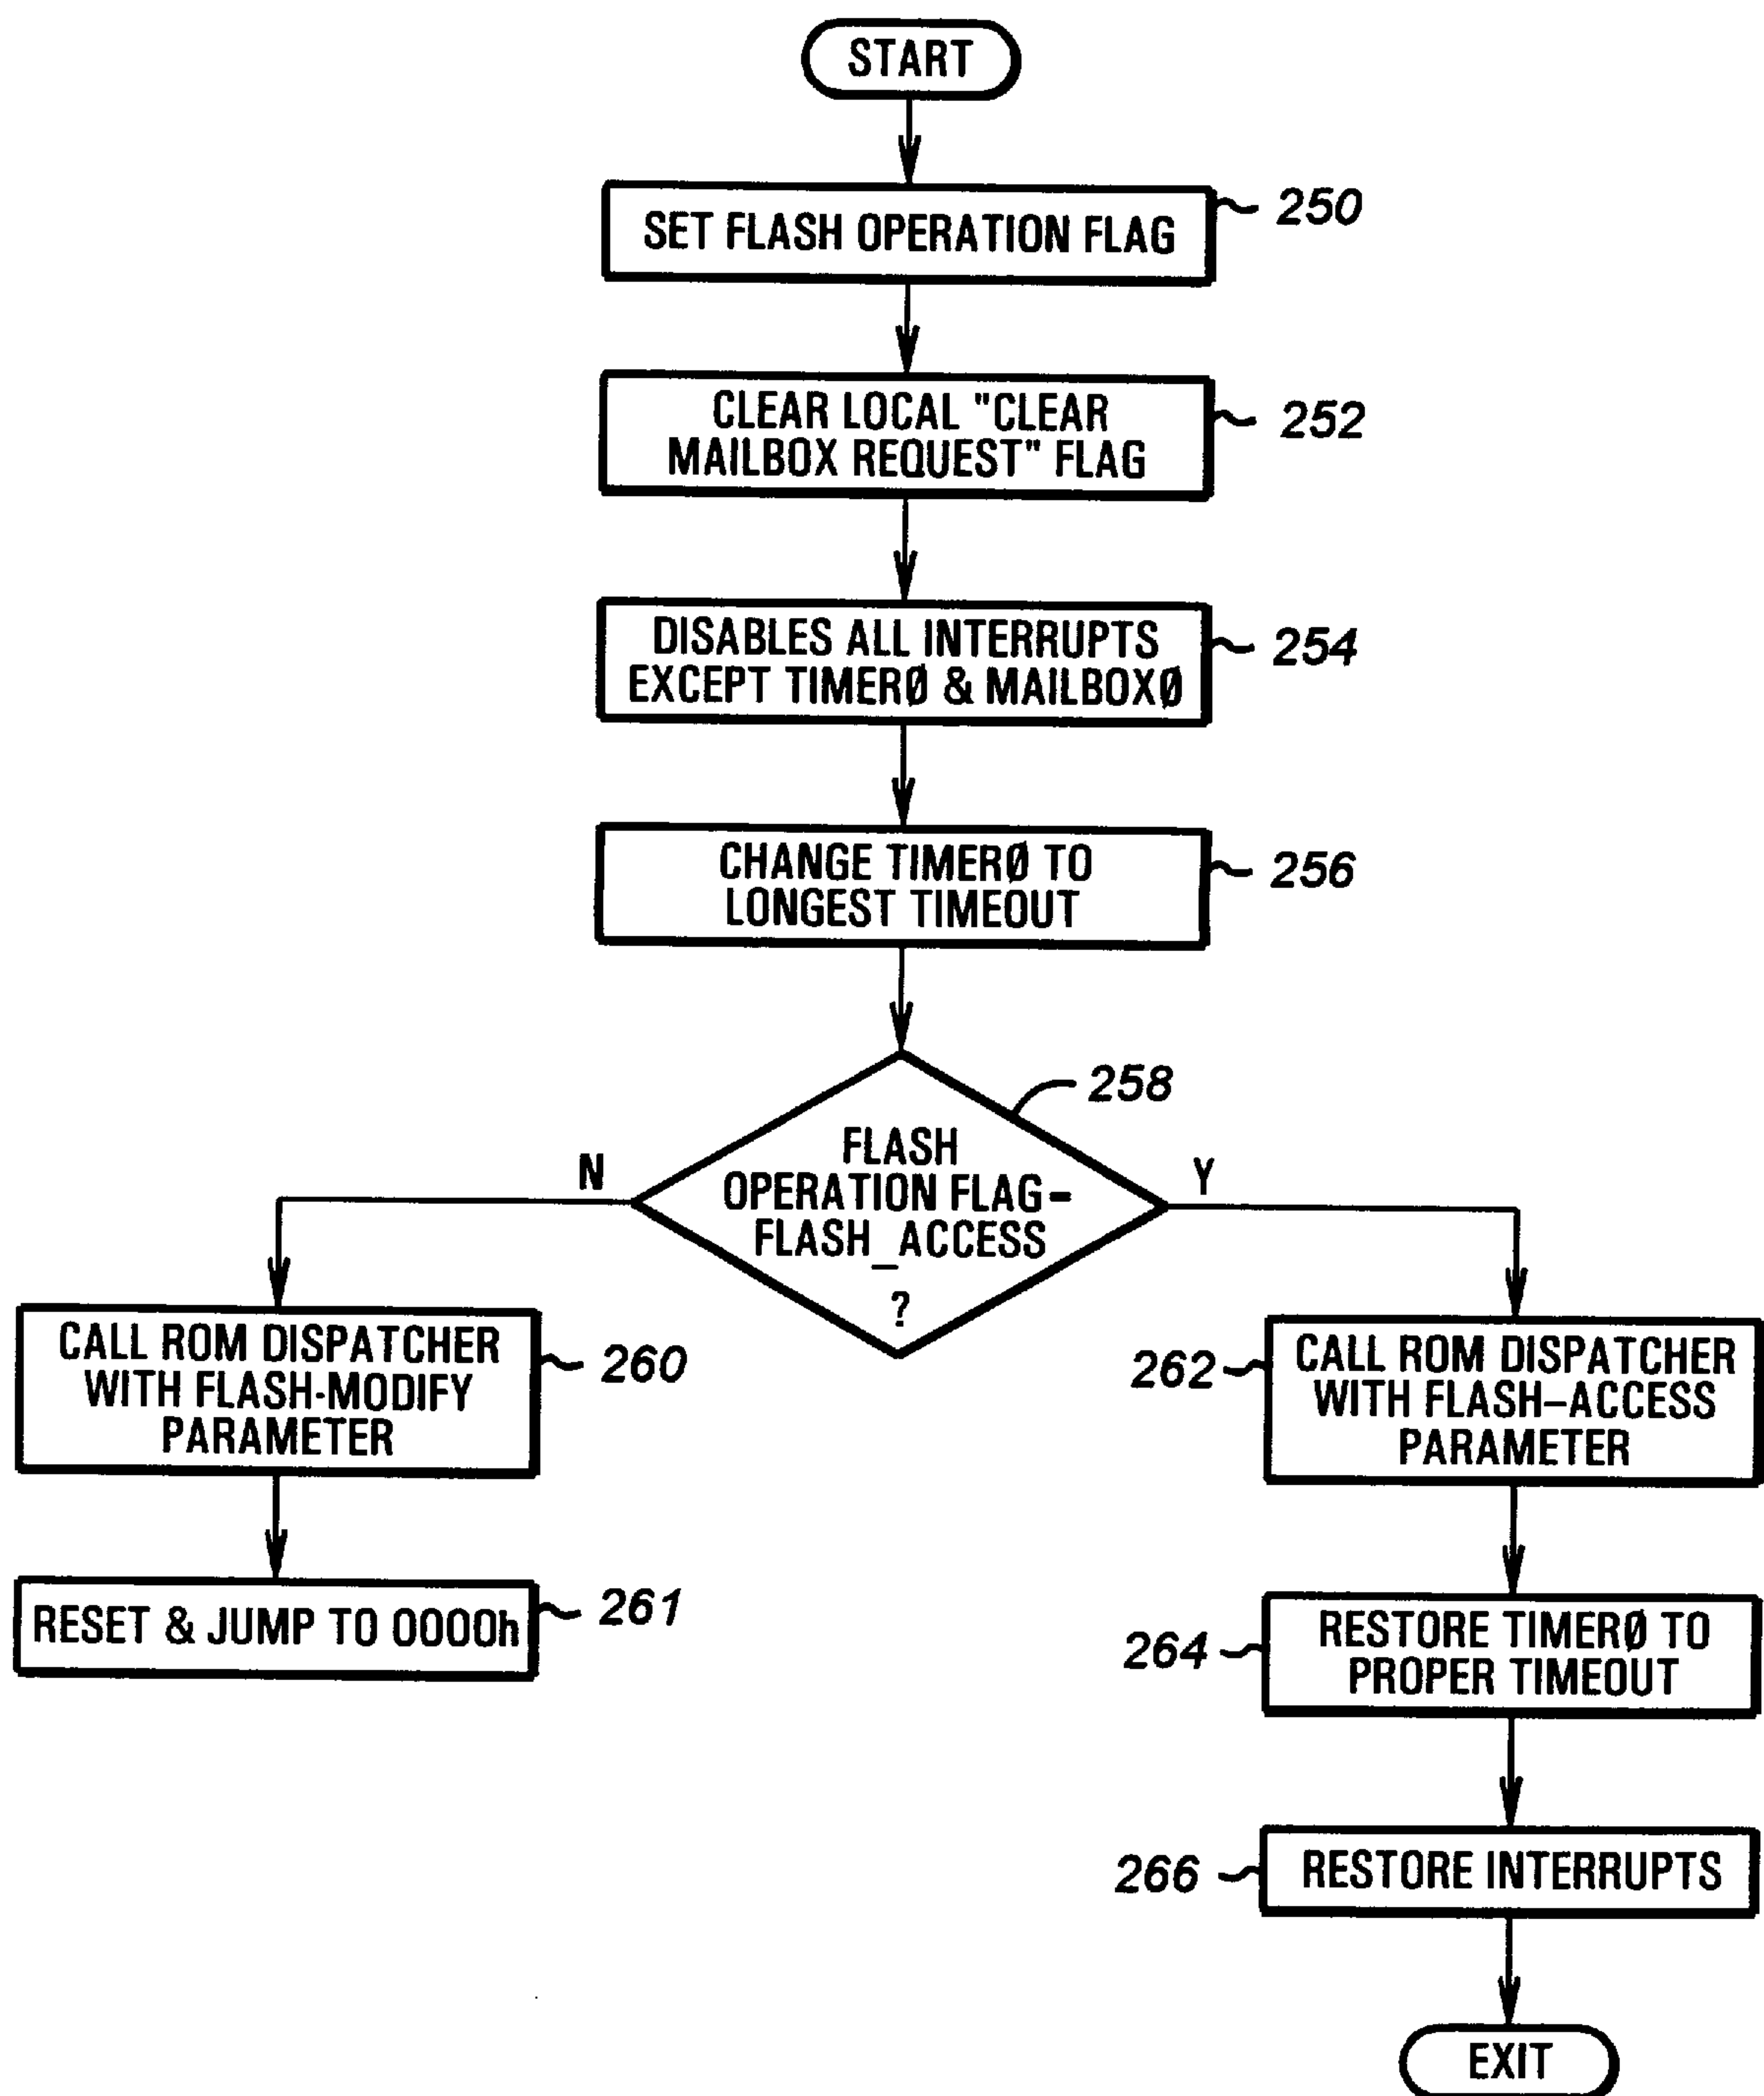 START
SET FLASH OPERATION FLAG
250
CLEAR LOCAL "CLEAR
MAILBOX REQUEST" FLAG
252
DISABLES ALL INTERRUPTS
EXCEPT TIMERØ & MAILBOXØ
254
CHANGE TIMERØ TO
LONGEST TIMEOUT
256
258
FLASH
OPERATION FLAG=
FLASH_ACCESS
?
N
Y
CALL ROM DISPATCHER
WITH FLASH-MODIFY
PARAMETER
260
RESET & JUMP TO 0000h
261
262
CALL ROM DISPATCHER
WITH FLASH–ACCESS
PARAMETER
264
RESTORE TIMERØ TO
PROPER TIMEOUT
266
RESTORE INTERRUPTS
EXIT